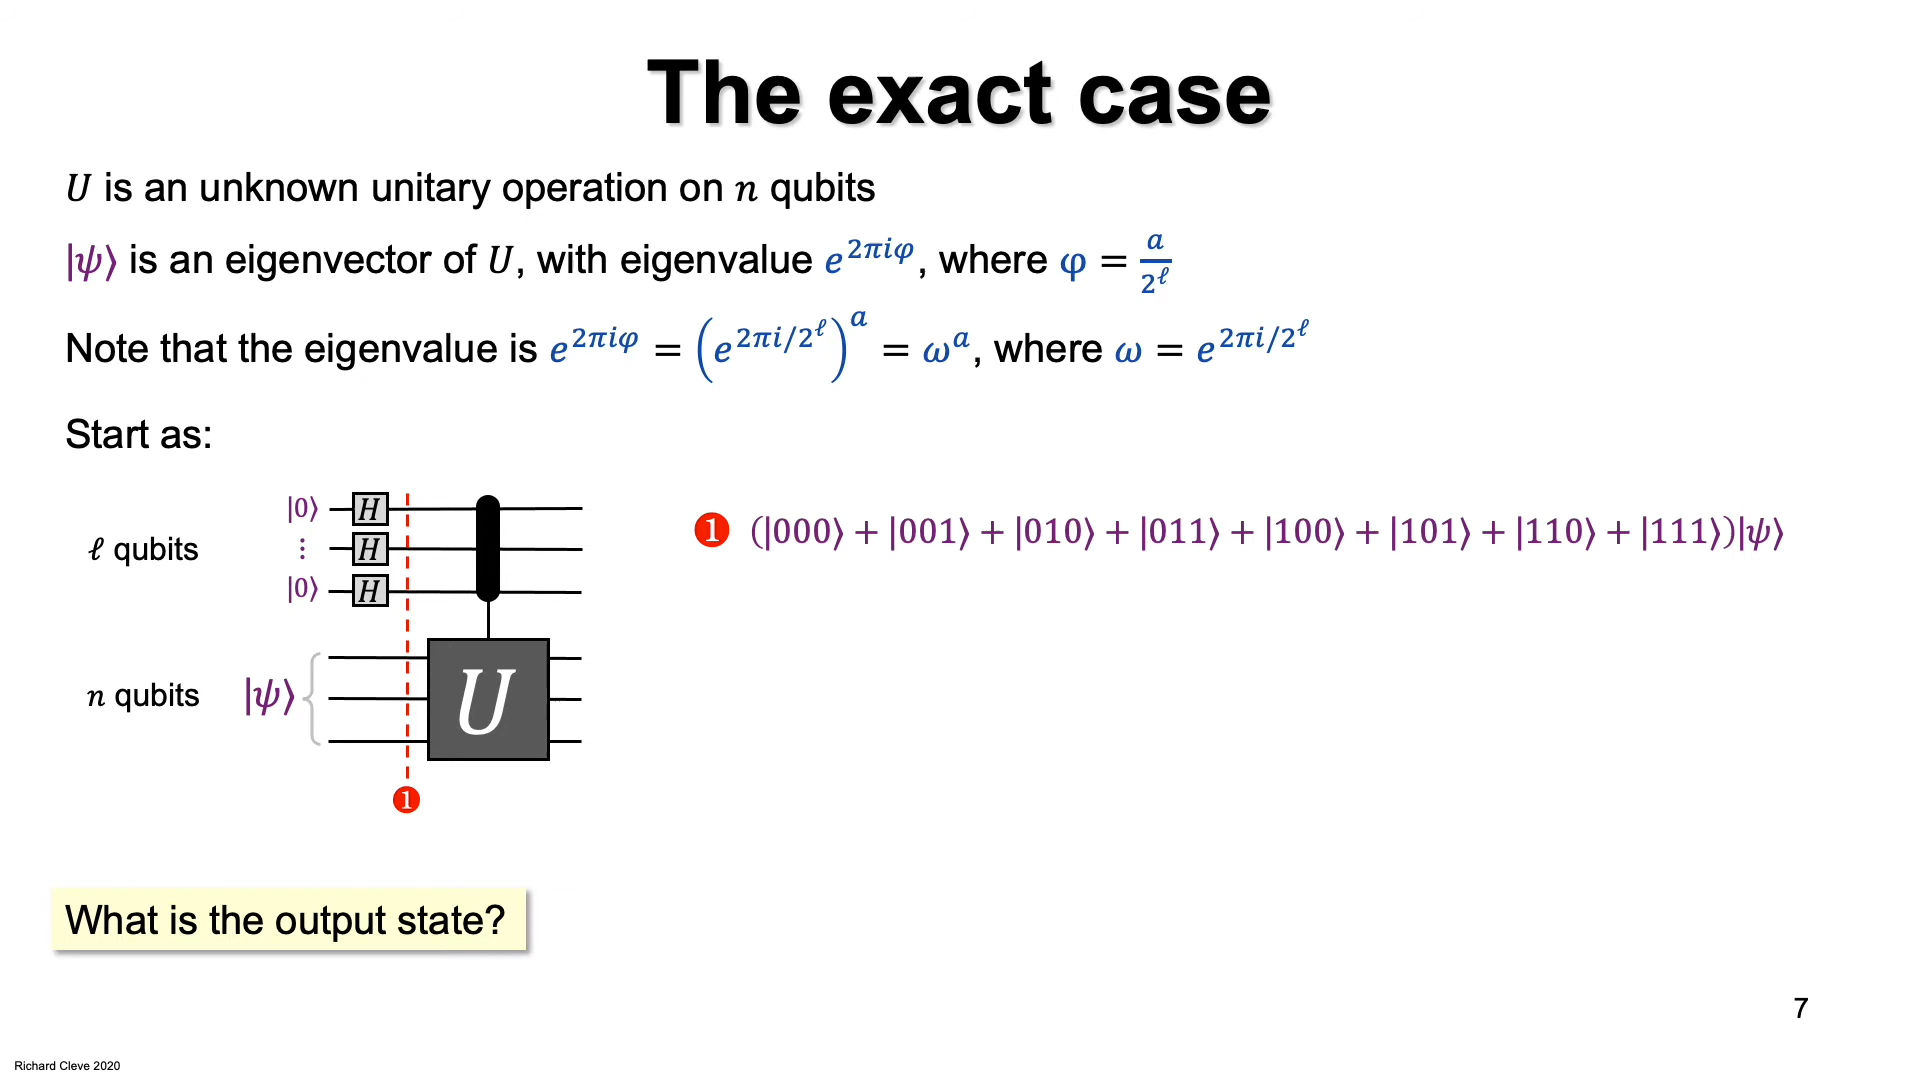 The exact case
U is an unknown unitary operation on n qubits
|ψ⟩ is an eigenvector of U, with eigenvalue e^{2πiφ}, where φ = a/2^ℓ
Note that the eigenvalue is e^{2πiφ} = (e^{2πi/2^ℓ})^a = ω^a, where ω = e^{2πi/2^ℓ}
Start as:
|0⟩ H
ℓ qubits ⋮ H
|0⟩ H
❶ (|000⟩ + |001⟩ + |010⟩ + |011⟩ + |100⟩ + |101⟩ + |110⟩ + |111⟩)|ψ⟩
n qubits |ψ⟩ U
❶
What is the output state?
7
Richard Cleve 2020